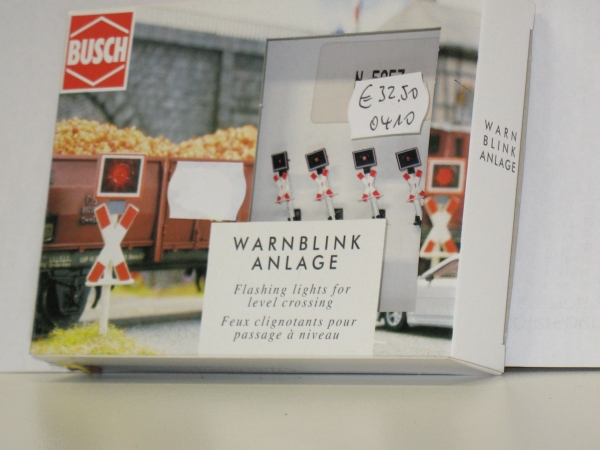 BUSCH
€ 32,50
0410
WARNBLINK
ANLAGE
Flashing lights for
level crossing
Feux clignotants pour
passage à niveau
WARN
BLINK
ANLAGE